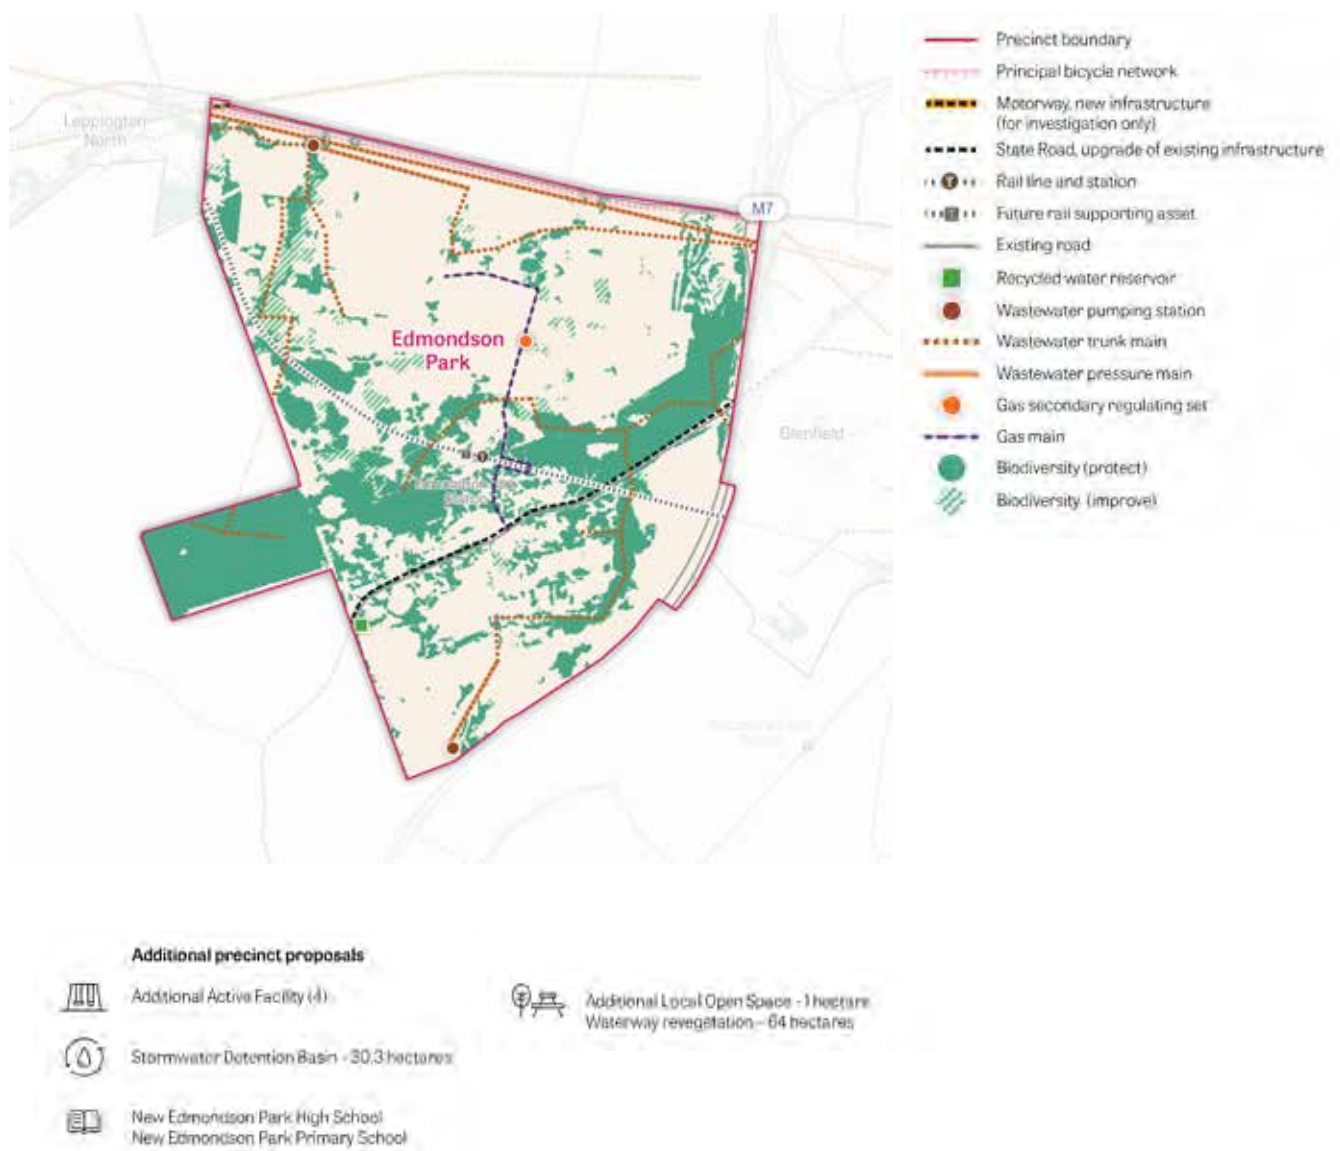 Leppington
North
M7
Edmondson
Park
Glenfield
Precinct boundary
Principal bicycle network
Motorway, new infrastructure
(for investigation only)
State Road, upgrade of existing infrastructure
Rail line and station
Future rail supporting asset
Existing road
Recycled water reservoir
Wastewater pumping station
Wastewater trunk main
Wastewater pressure main
Gas secondary regulating set
Gas main
Biodiversity (protect)
Biodiversity (improve)
Additional precinct proposals
Additional Active Facility (4)
Stormwater Detention Basin - 30.3 hectares
New Edmondson Park High School
New Edmondson Park Primary School
Additional Local Open Space - 1 hectare
Waterway revegetation - 64 hectares